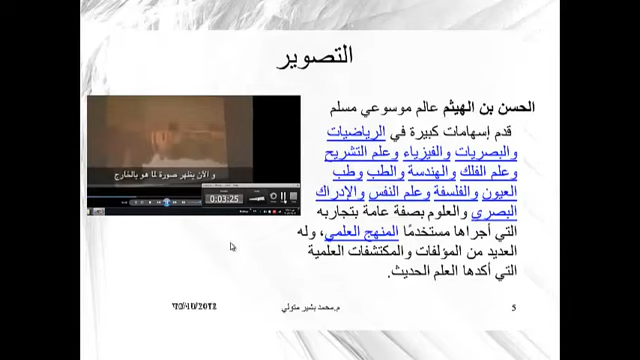 التصوير
الحسن بن الهيثم عالم موسوعي مسلم
قدم إسهامات كبيرة في الرياضيات
والبصريات والفيزياء وعلم التشريح
وعلم الفلك والهندسة والطب وطب
العيون والفلسفة وعلم النفس والإدراك
البصري والعلوم بصفة عامة بتجاربه
التي أجراها مستخدمًا المنهج العلمي، وله
العديد من المؤلفات والمكتشفات العلمية
التي أكدها العلم الحديث.
و الآن يظهر صورة لما هو بالخارج
0:03:25
5
م.محمد بشير متولي